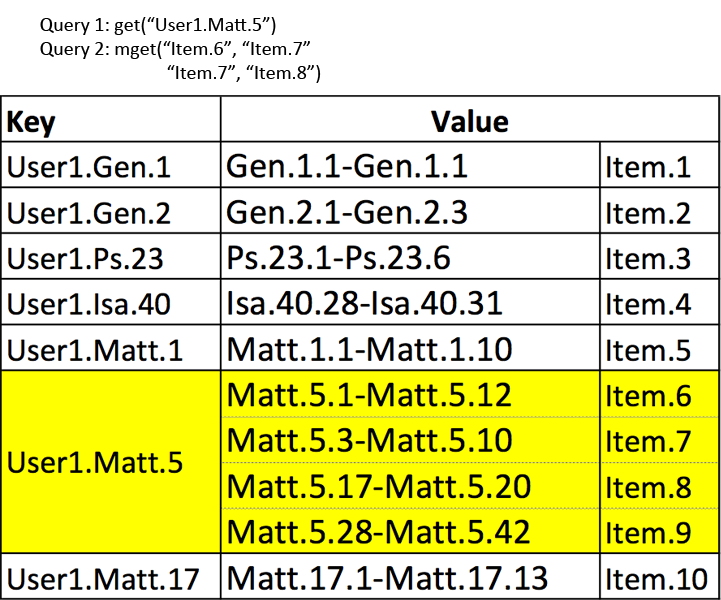 Query 1: get(“User1.Matt.5”)
Query 2: mget(“Item.6”, “Item.7”
“Item.7”, “Item.8”)
Key Value
User1.Gen.1 Gen.1.1-Gen.1.1 Item.1
User1.Gen.2 Gen.2.1-Gen.2.3 Item.2
User1.Ps.23 Ps.23.1-Ps.23.6 Item.3
User1.Isa.40 Isa.40.28-Isa.40.31 Item.4
User1.Matt.1 Matt.1.1-Matt.1.10 Item.5
User1.Matt.5
Matt.5.1-Matt.5.12 Item.6
Matt.5.3-Matt.5.10 Item.7
Matt.5.17-Matt.5.20 Item.8
Matt.5.28-Matt.5.42 Item.9
User1.Matt.17 Matt.17.1-Matt.17.13 Item.10